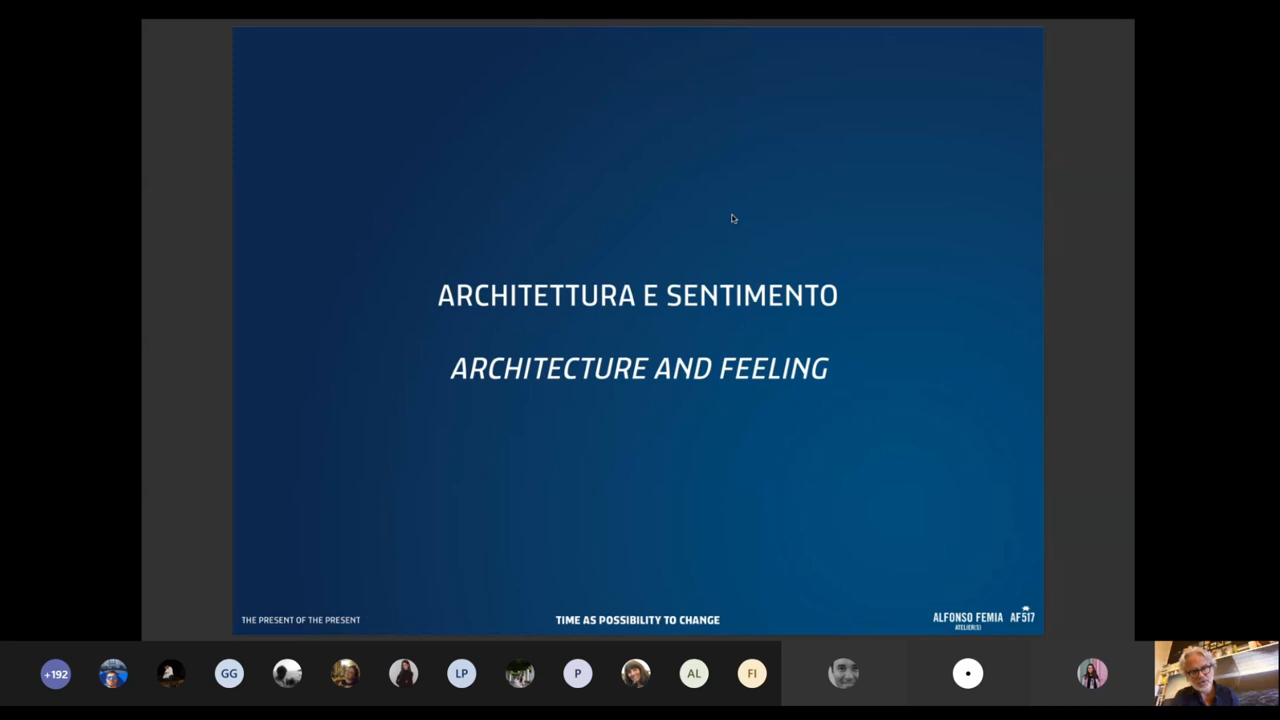 ARCHITETTURA E SENTIMENTO
ARCHITECTURE AND FEELING
THE PRESENT OF THE PRESENT
TIME AS POSSIBILITY TO CHANGE
ALFONSO FEMIA AF517
ATELIER(S)
+192
GG
LP
P
AL
FI